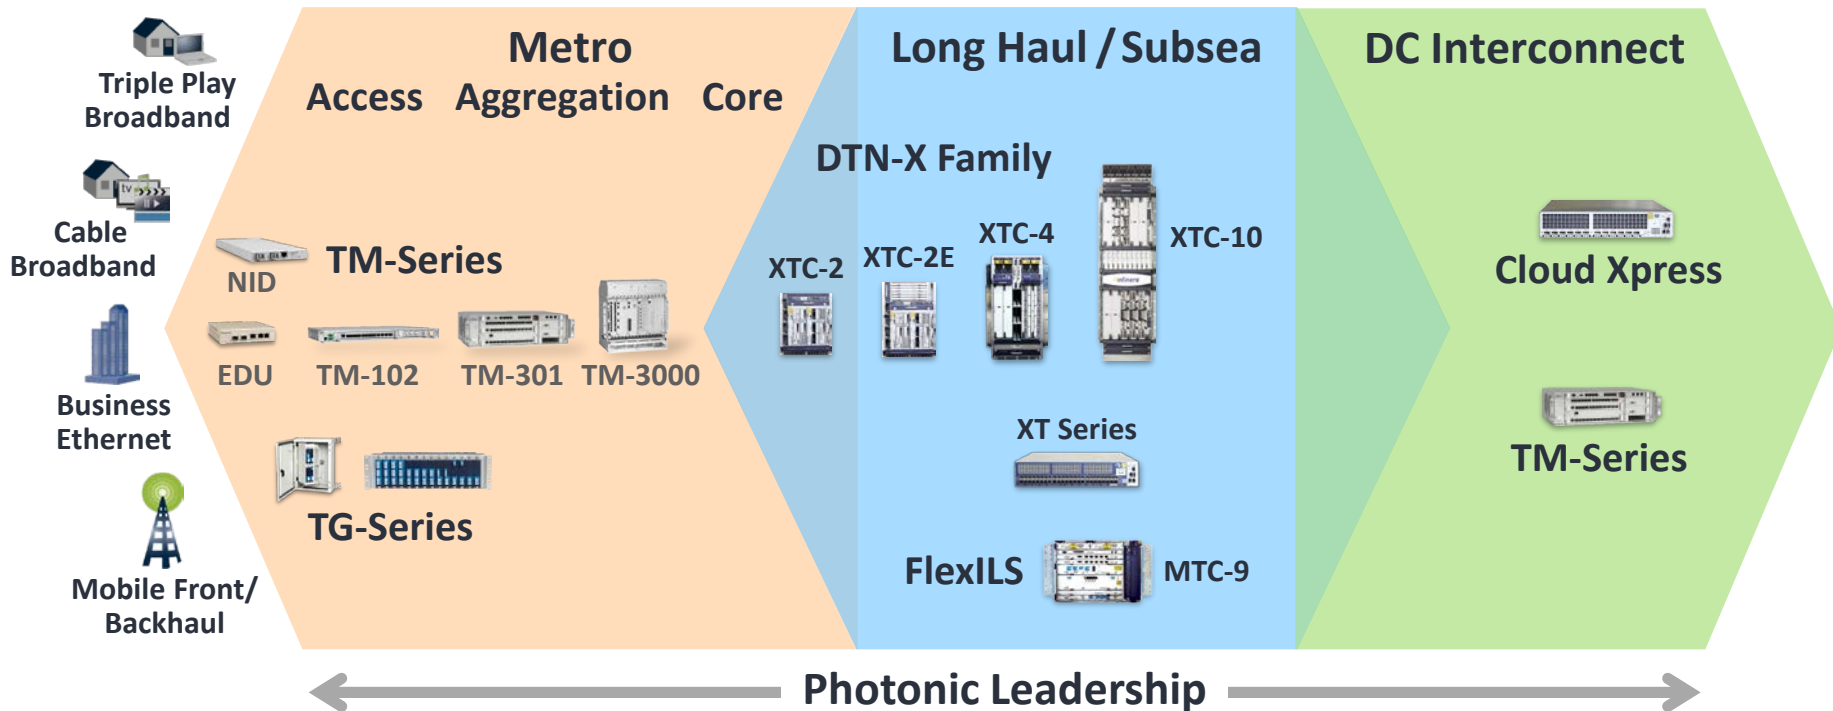 Triple Play
Broadband
Cable
Broadband
Business
Ethernet
Mobile Front/
Backhaul
Metro
Access Aggregation Core
NID
TM-Series
EDU
TM-102
TM-301
TM-3000
TG-Series
Long Haul / Subsea
DTN-X Family
XTC-2
XTC-2E
XTC-4
XTC-10
XT Series
FlexILS
MTC-9
DC Interconnect
Cloud Xpress
TM-Series
Photonic Leadership
tv
infinera